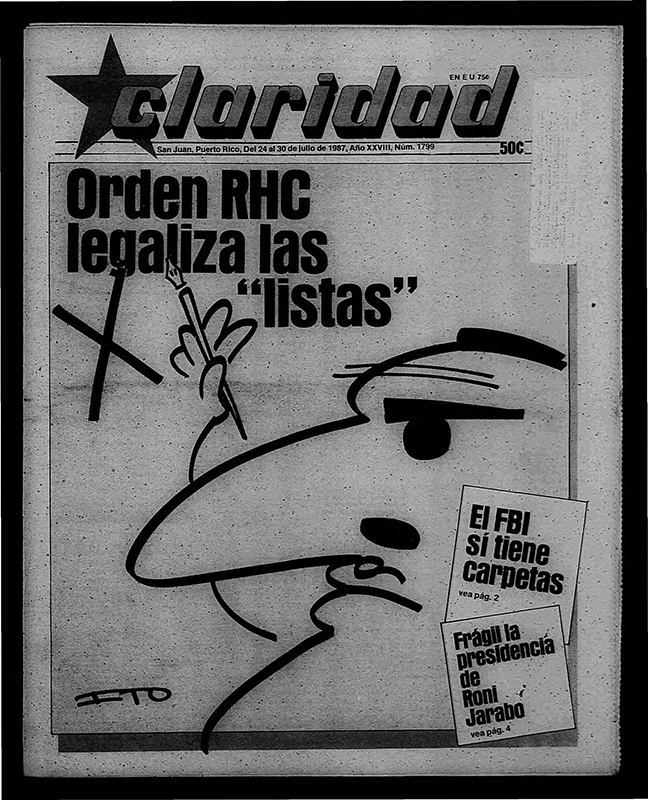 EN E U 75¢
claridad
San Juan, Puerto Rico, Del 24 al 30 de julio de 1987, Año XXVIII, Núm. 1799
50¢
Orden RHC
legaliza las
“listas”
El FBI
sí tiene
carpetas
vea pág. 2
Frágil la
presidencia
de
Roni
Jarabo
vea pág. 4
ITO